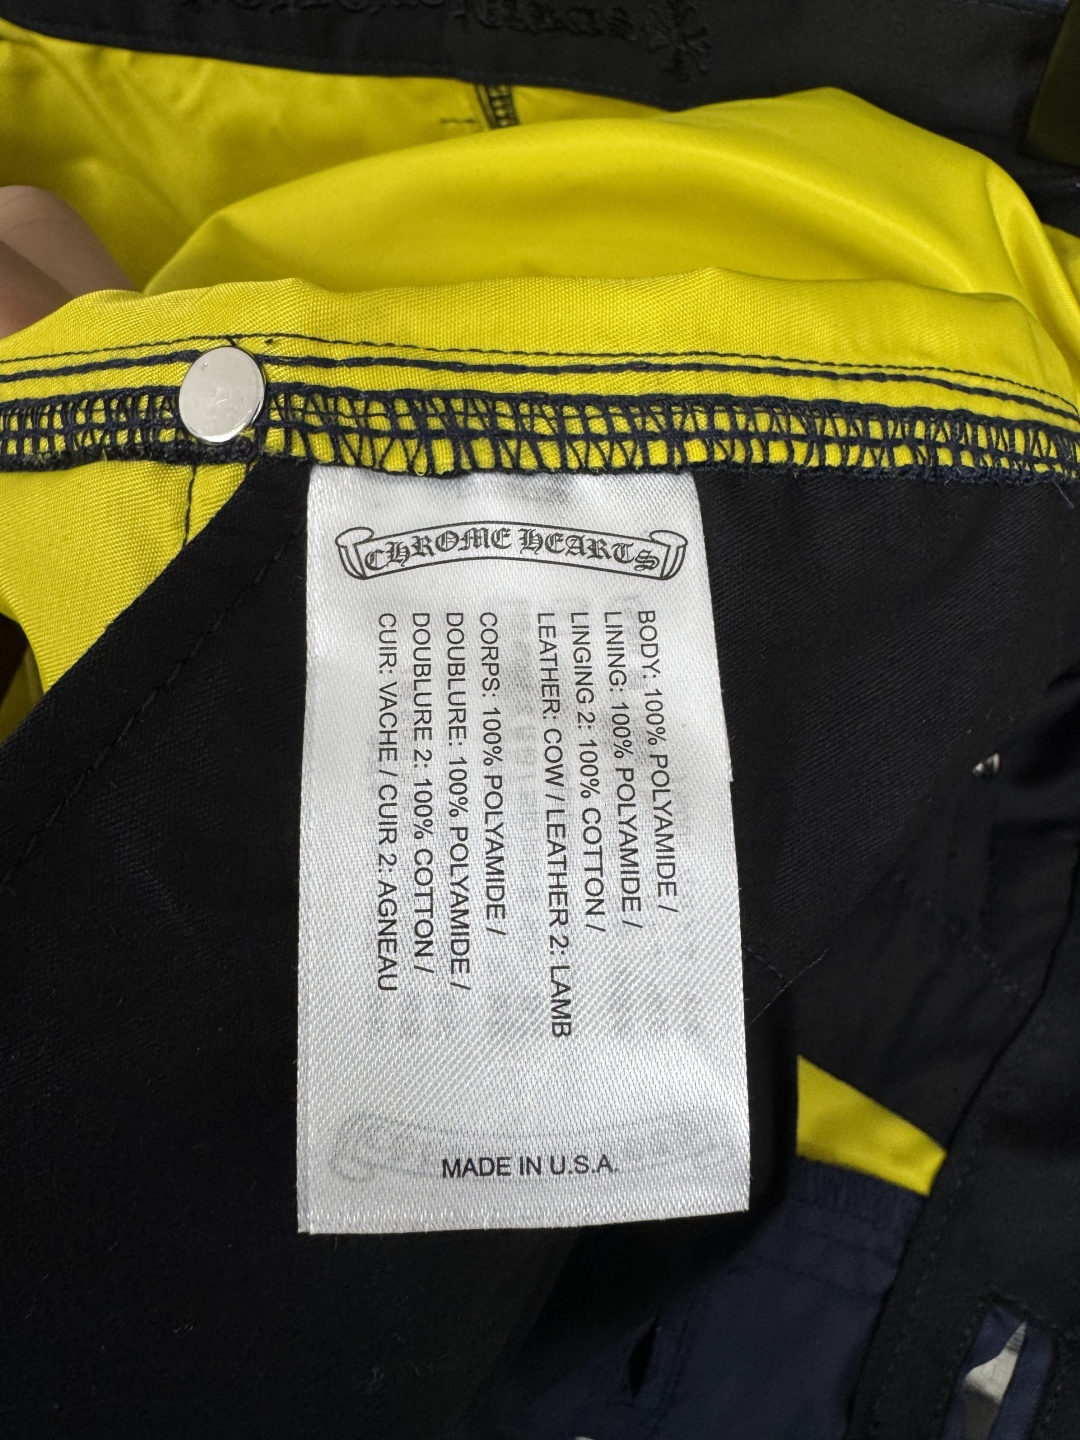 CHROME HEARTS
BODY: 100% POLYAMIDE /
LINING: 100% POLYAMIDE /
LINGING 2: 100% COTTON /
LEATHER: COW / LEATHER 2: LAMB
CORPS: 100% POLYAMIDE /
DOUBLURE: 100% POLYAMIDE /
DOUBLURE 2: 100% COTTON /
CUIR: VACHE / CUIR 2: AGNEAU
MADE IN U.S.A.